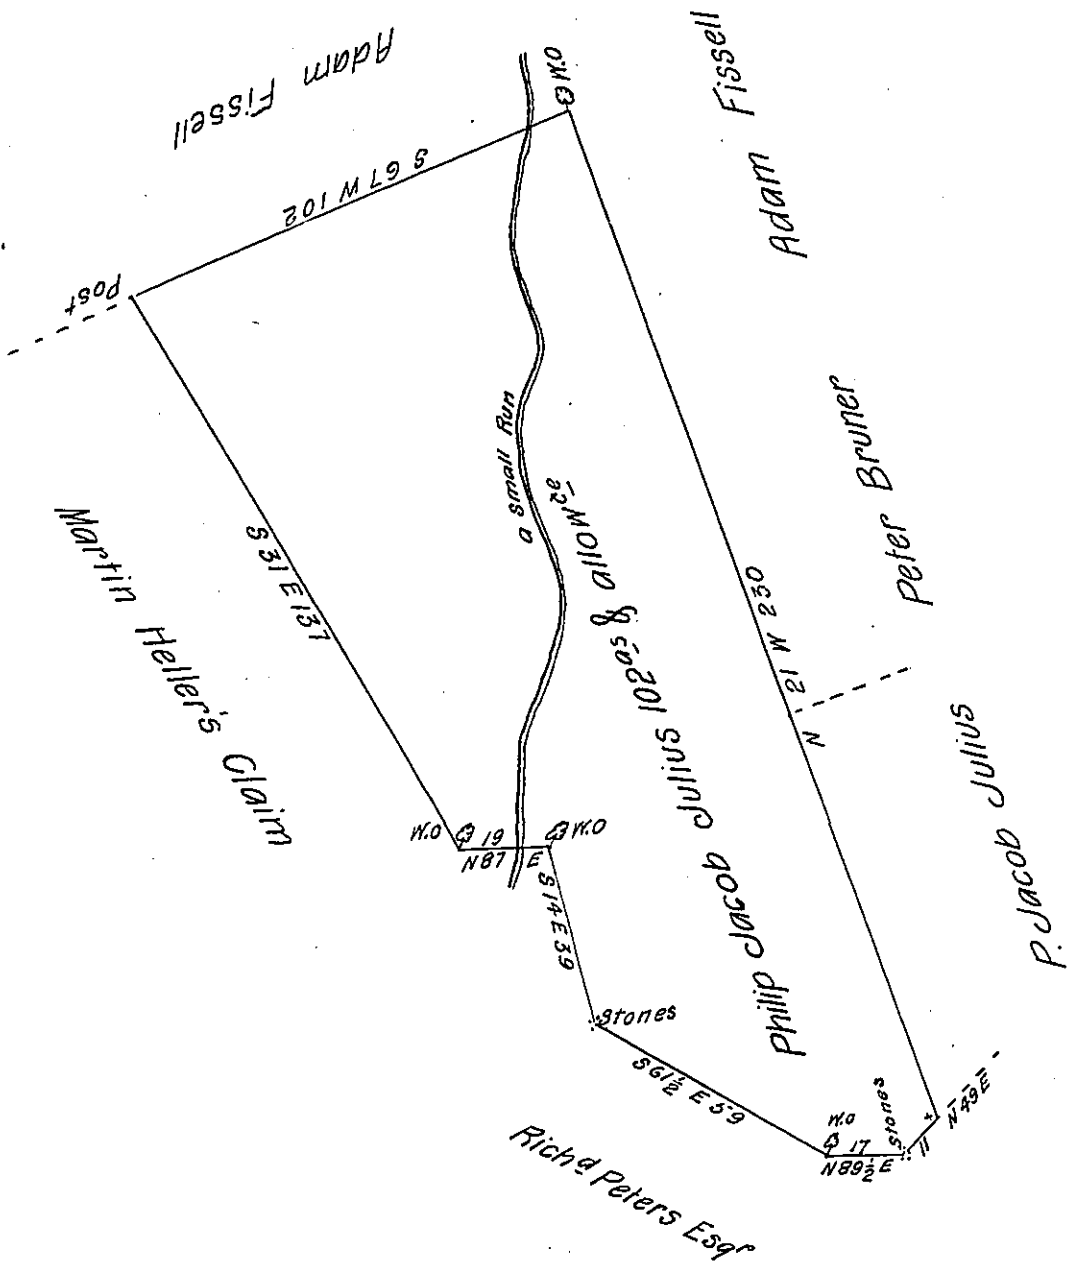 Adam Fissell
W.O
Adam Fissell
S 67 W 102
Post
a small Run
Peter Bruner
Martin Heller's Claim
S 31 E 137
Philip Jacob Julius 102as & allowce
N 21 W 230
P. Jacob Julius
W.O
19
W.O
N 87 E
S 14 E 39
Stones
S 61½ E 59
W.O
17
Stones
N 89½ E
11
N 49 E
Richd Peters Esqr